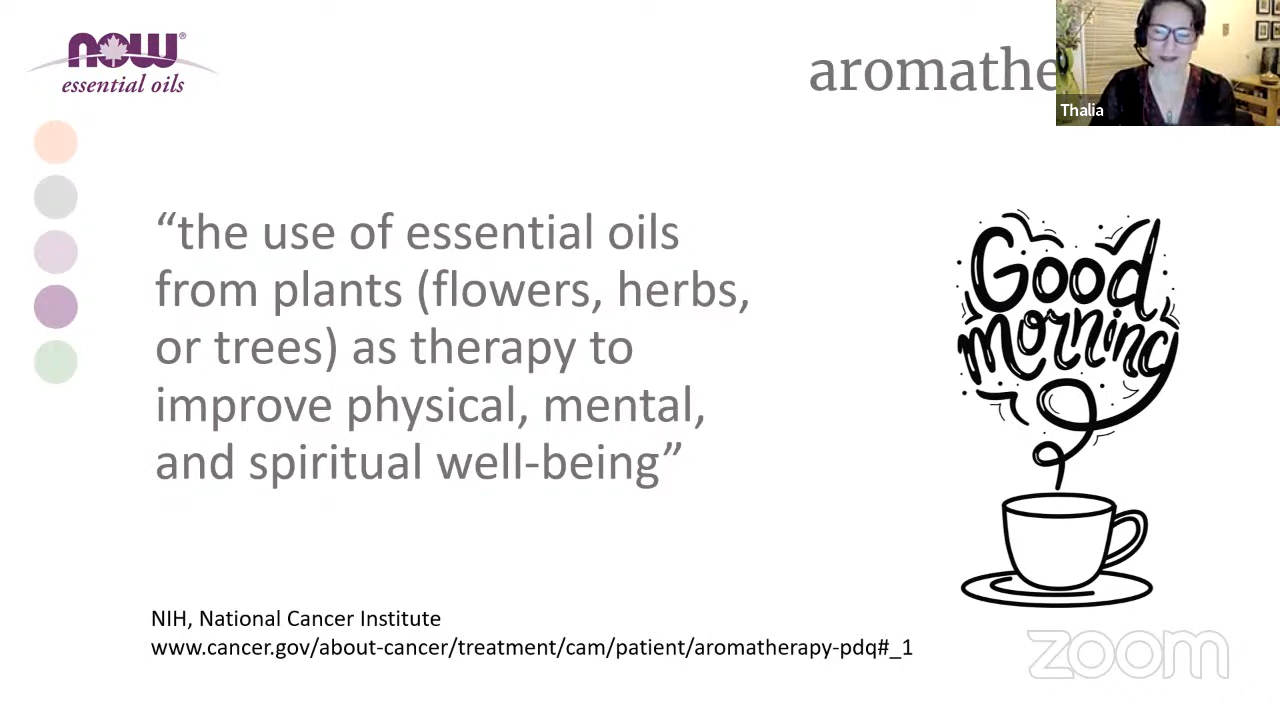 NOW®
essential oils
aromathe
Thalia
“the use of essential oils
from plants (flowers, herbs,
or trees) as therapy to
improve physical, mental,
and spiritual well-being”
Good
morning
NIH, National Cancer Institute
www.cancer.gov/about-cancer/treatment/cam/patient/aromatherapy-pdq#_1
zoom